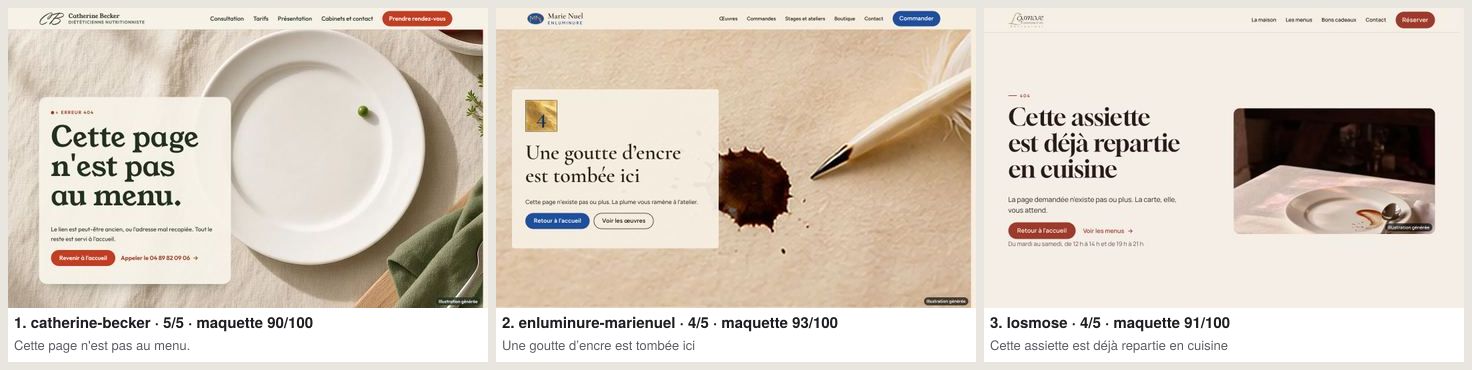 Catherine Becker
DIÉTÉTICIENNE NUTRITIONNISTE
Consultation Tarifs Présentation Cabinets et contact Prendre rendez-vous
ERREUR 404
Cette page
n'est pas
au menu.
Le lien est peut-être ancien, ou l'adresse mal recopiée. Tout le
reste est servi à l'accueil.
Revenir à l'accueil Appeler le 04 89 82 09 06 →
Illustration générée
1. catherine-becker · 5/5 · maquette 90/100
Cette page n'est pas au menu.
Marie Nuel
ENLUMINURE
Œuvres Commandes Stages et ateliers Boutique Contact Commander
4
Une goutte d’encre
est tombée ici
Cette page n'existe pas ou plus. La plume vous ramène à l'atelier.
Retour à l'accueil Voir les œuvres
Illustration générée
2. enluminure-marienuel · 4/5 · maquette 93/100
Une goutte d’encre est tombée ici
La maison Les menus Bons cadeaux Contact Réserver
404
Cette assiette
est déjà repartie
en cuisine
La page demandée n'existe pas ou plus. La carte, elle,
vous attend.
Retour à l'accueil Voir les menus →
Du mardi au samedi, de 12 h à 14 h et de 19 h à 21 h
Illustration générée
3. losmose · 4/5 · maquette 91/100
Cette assiette est déjà repartie en cuisine